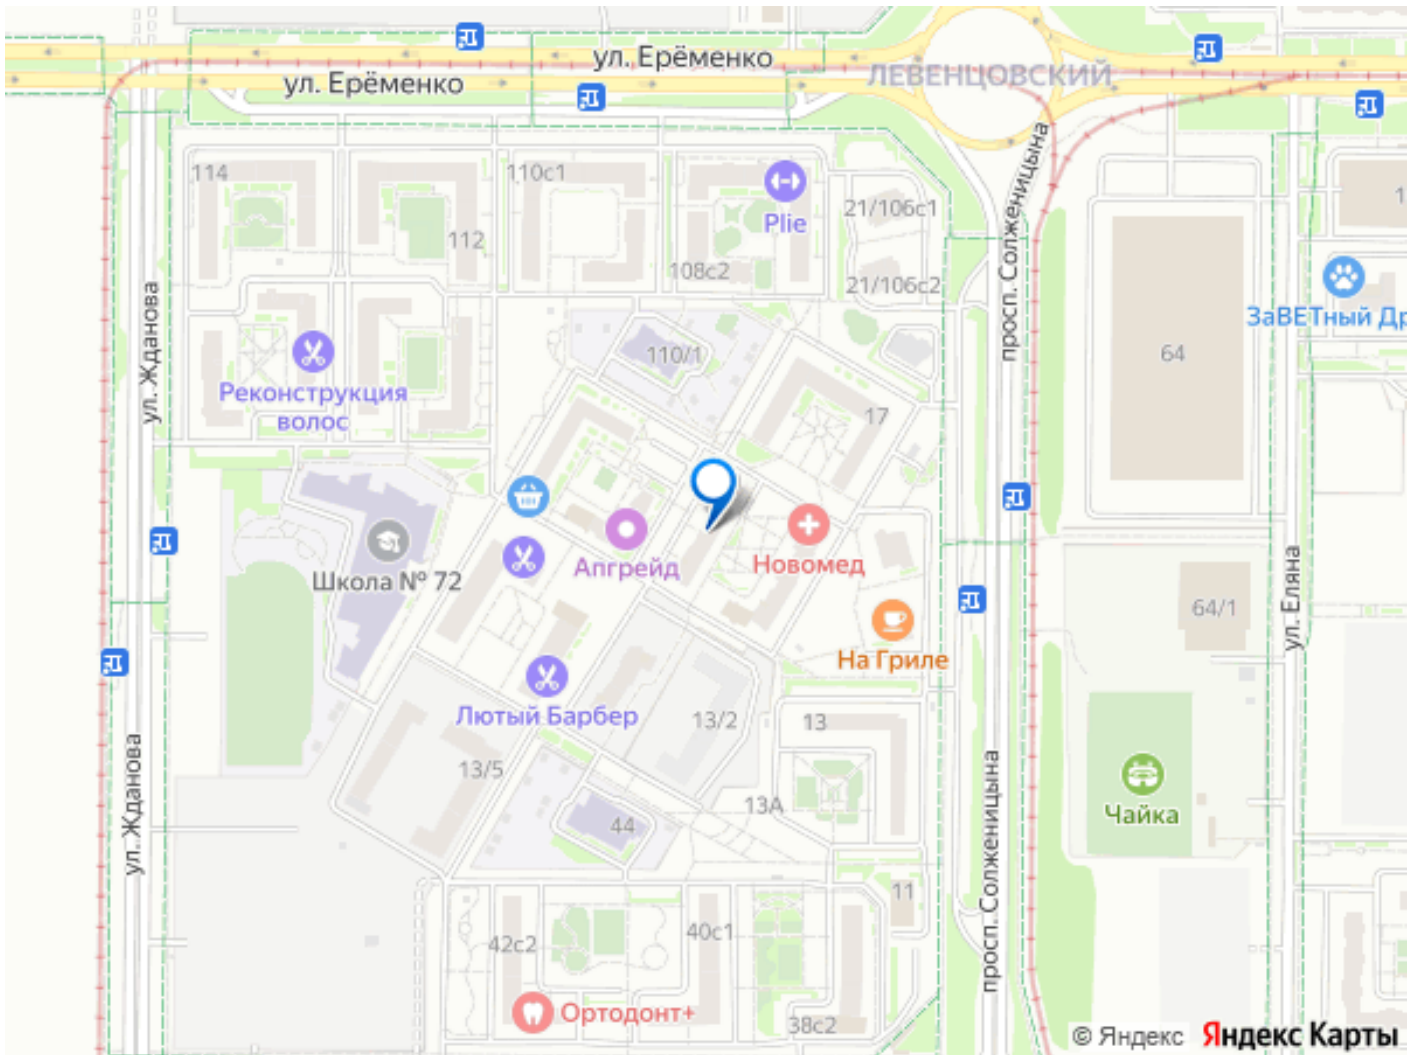 ул. Ерёменко
ул. Ерёменко
ЛЕВЕНЦОВСКИЙ
114
110с1
112
Plie
108с2
21/106с1
21/106с2
просп. Солженицына
ул. Жданова
ЗаВЕТный Др
110/1
64
Реконструкция
волос
17
Школа № 72
Апгрейд
Новомед
64/1
ул. Еляна
На Гриле
Лютый Барбер
13/2
13
13/5
13А
ул. Жданова
просп. Солженицына
Чайка
44
11
42с2
40с1
Ортодонт+
38с2
© Яндекс Яндекс Карты